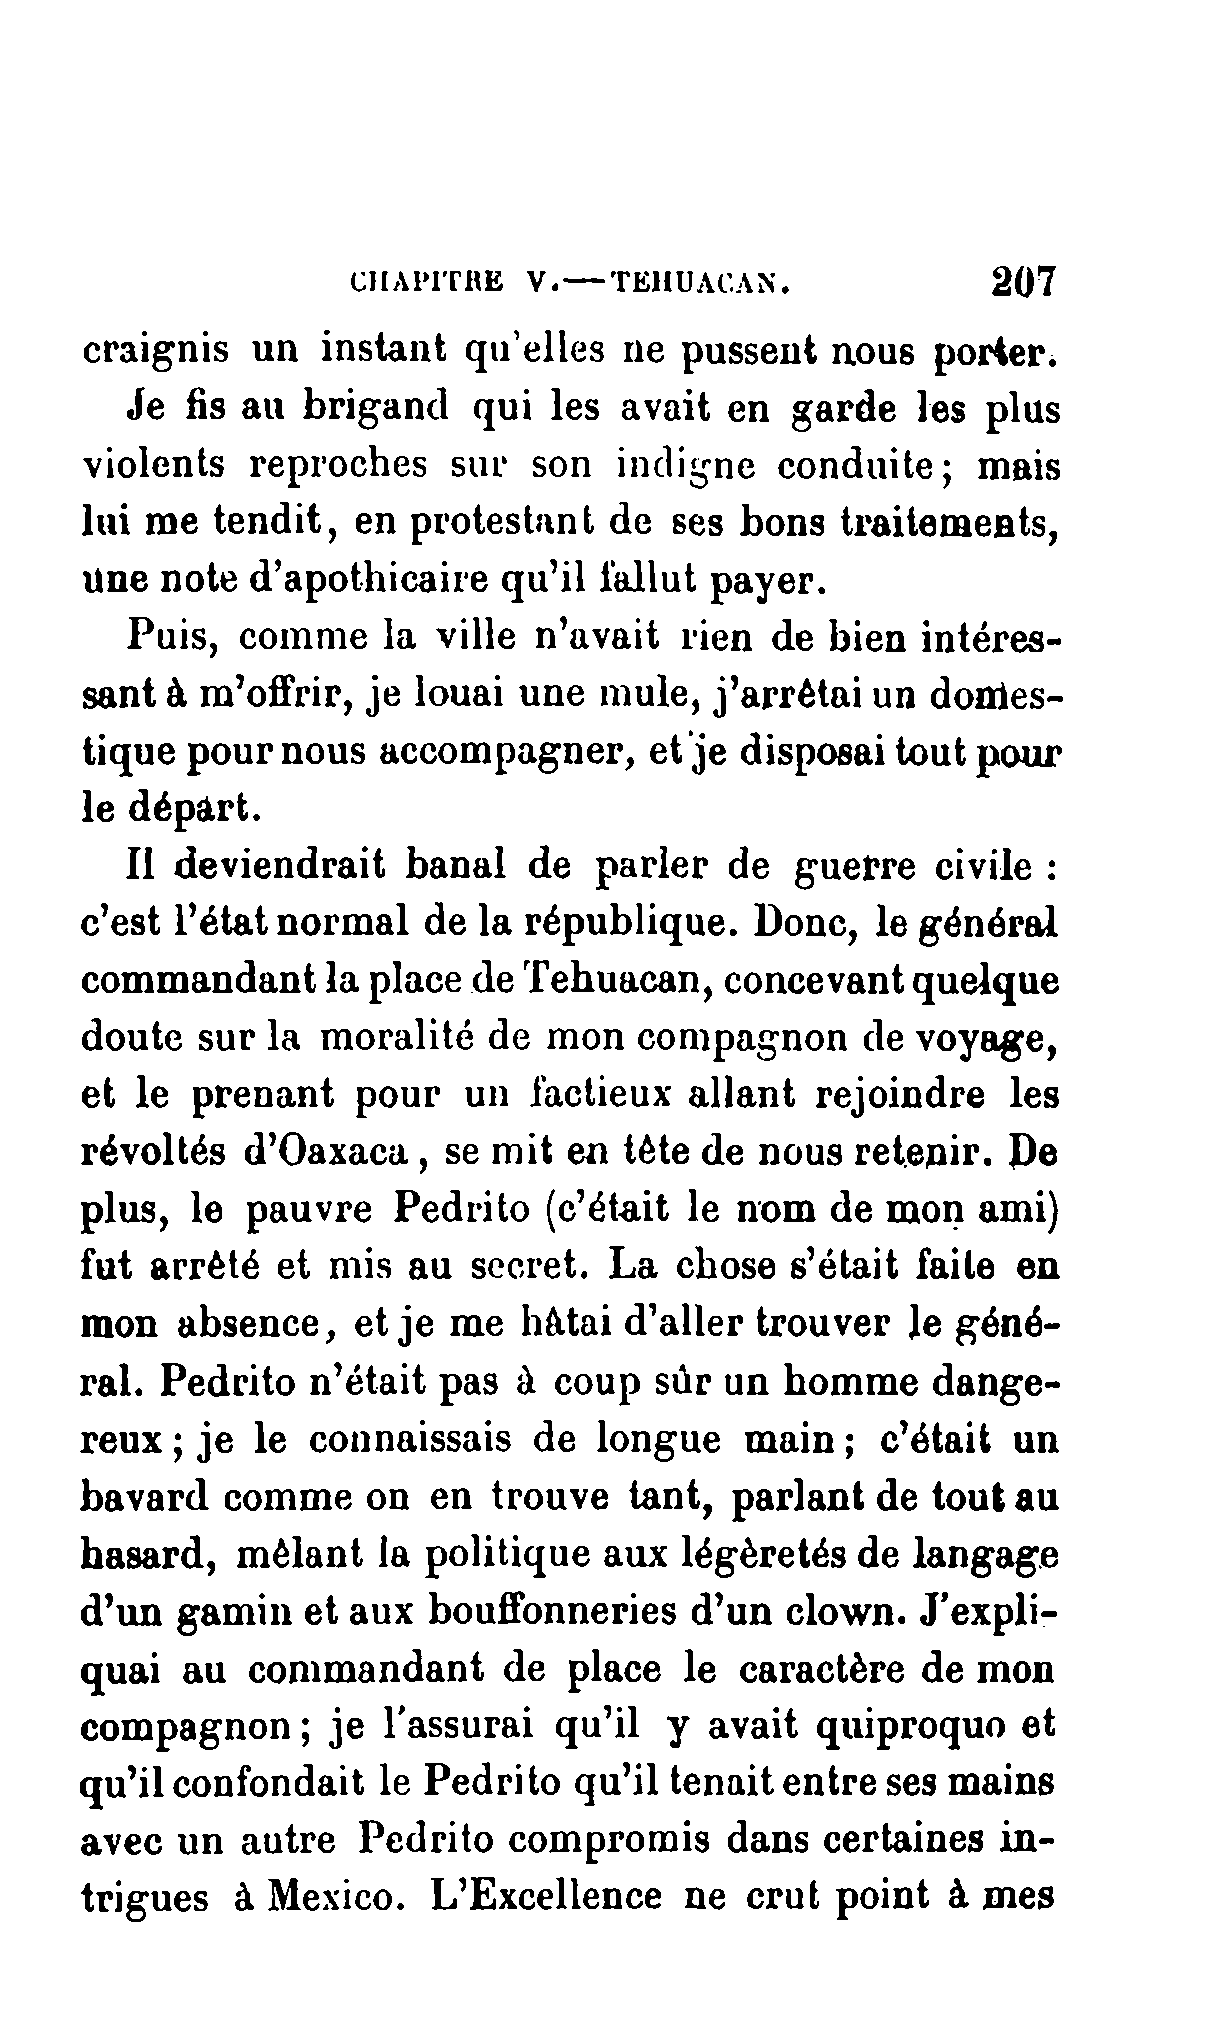 CHAPITRE V.—TEHUACAN. 207
craignis un instant qu'elles ne pussent nous porter.
Je fis au brigand qui les avait en garde les plus
violents reproches sur son indigne conduite; mais
lui me tendit, en protestant de ses bons traitements,
une note d'apothicaire qu'il fallut payer.
Puis, comme la ville n'avait rien de bien intéres-
sant à m'offrir, je louai une mule, j'arrêtai un domes-
tique pour nous accompagner, et je disposai tout pour
le départ.
Il deviendrait banal de parler de guerre civile :
c'est l'état normal de la république. Donc, le général
commandant la place de Tehuacan, concevant quelque
doute sur la moralité de mon compagnon de voyage,
et le prenant pour un factieux allant rejoindre les
révoltés d'Oaxaca, se mit en tête de nous retenir. De
plus, le pauvre Pedrito (c'était le nom de mon ami)
fut arrêté et mis au secret. La chose s'était faite en
mon absence, et je me hâtai d'aller trouver le géné-
ral. Pedrito n'était pas à coup sûr un homme dange-
reux ; je le connaissais de longue main ; c'était un
bavard comme on en trouve tant, parlant de tout au
hasard, mêlant la politique aux légèretés de langage
d'un gamin et aux bouffonneries d'un clown. J'expli-
quai au commandant de place le caractère de mon
compagnon ; je l'assurai qu'il y avait quiproquo et
qu'il confondait le Pedrito qu'il tenait entre ses mains
avec un autre Pedrito compromis dans certaines in-
trigues à Mexico. L'Excellence ne crut point à mes